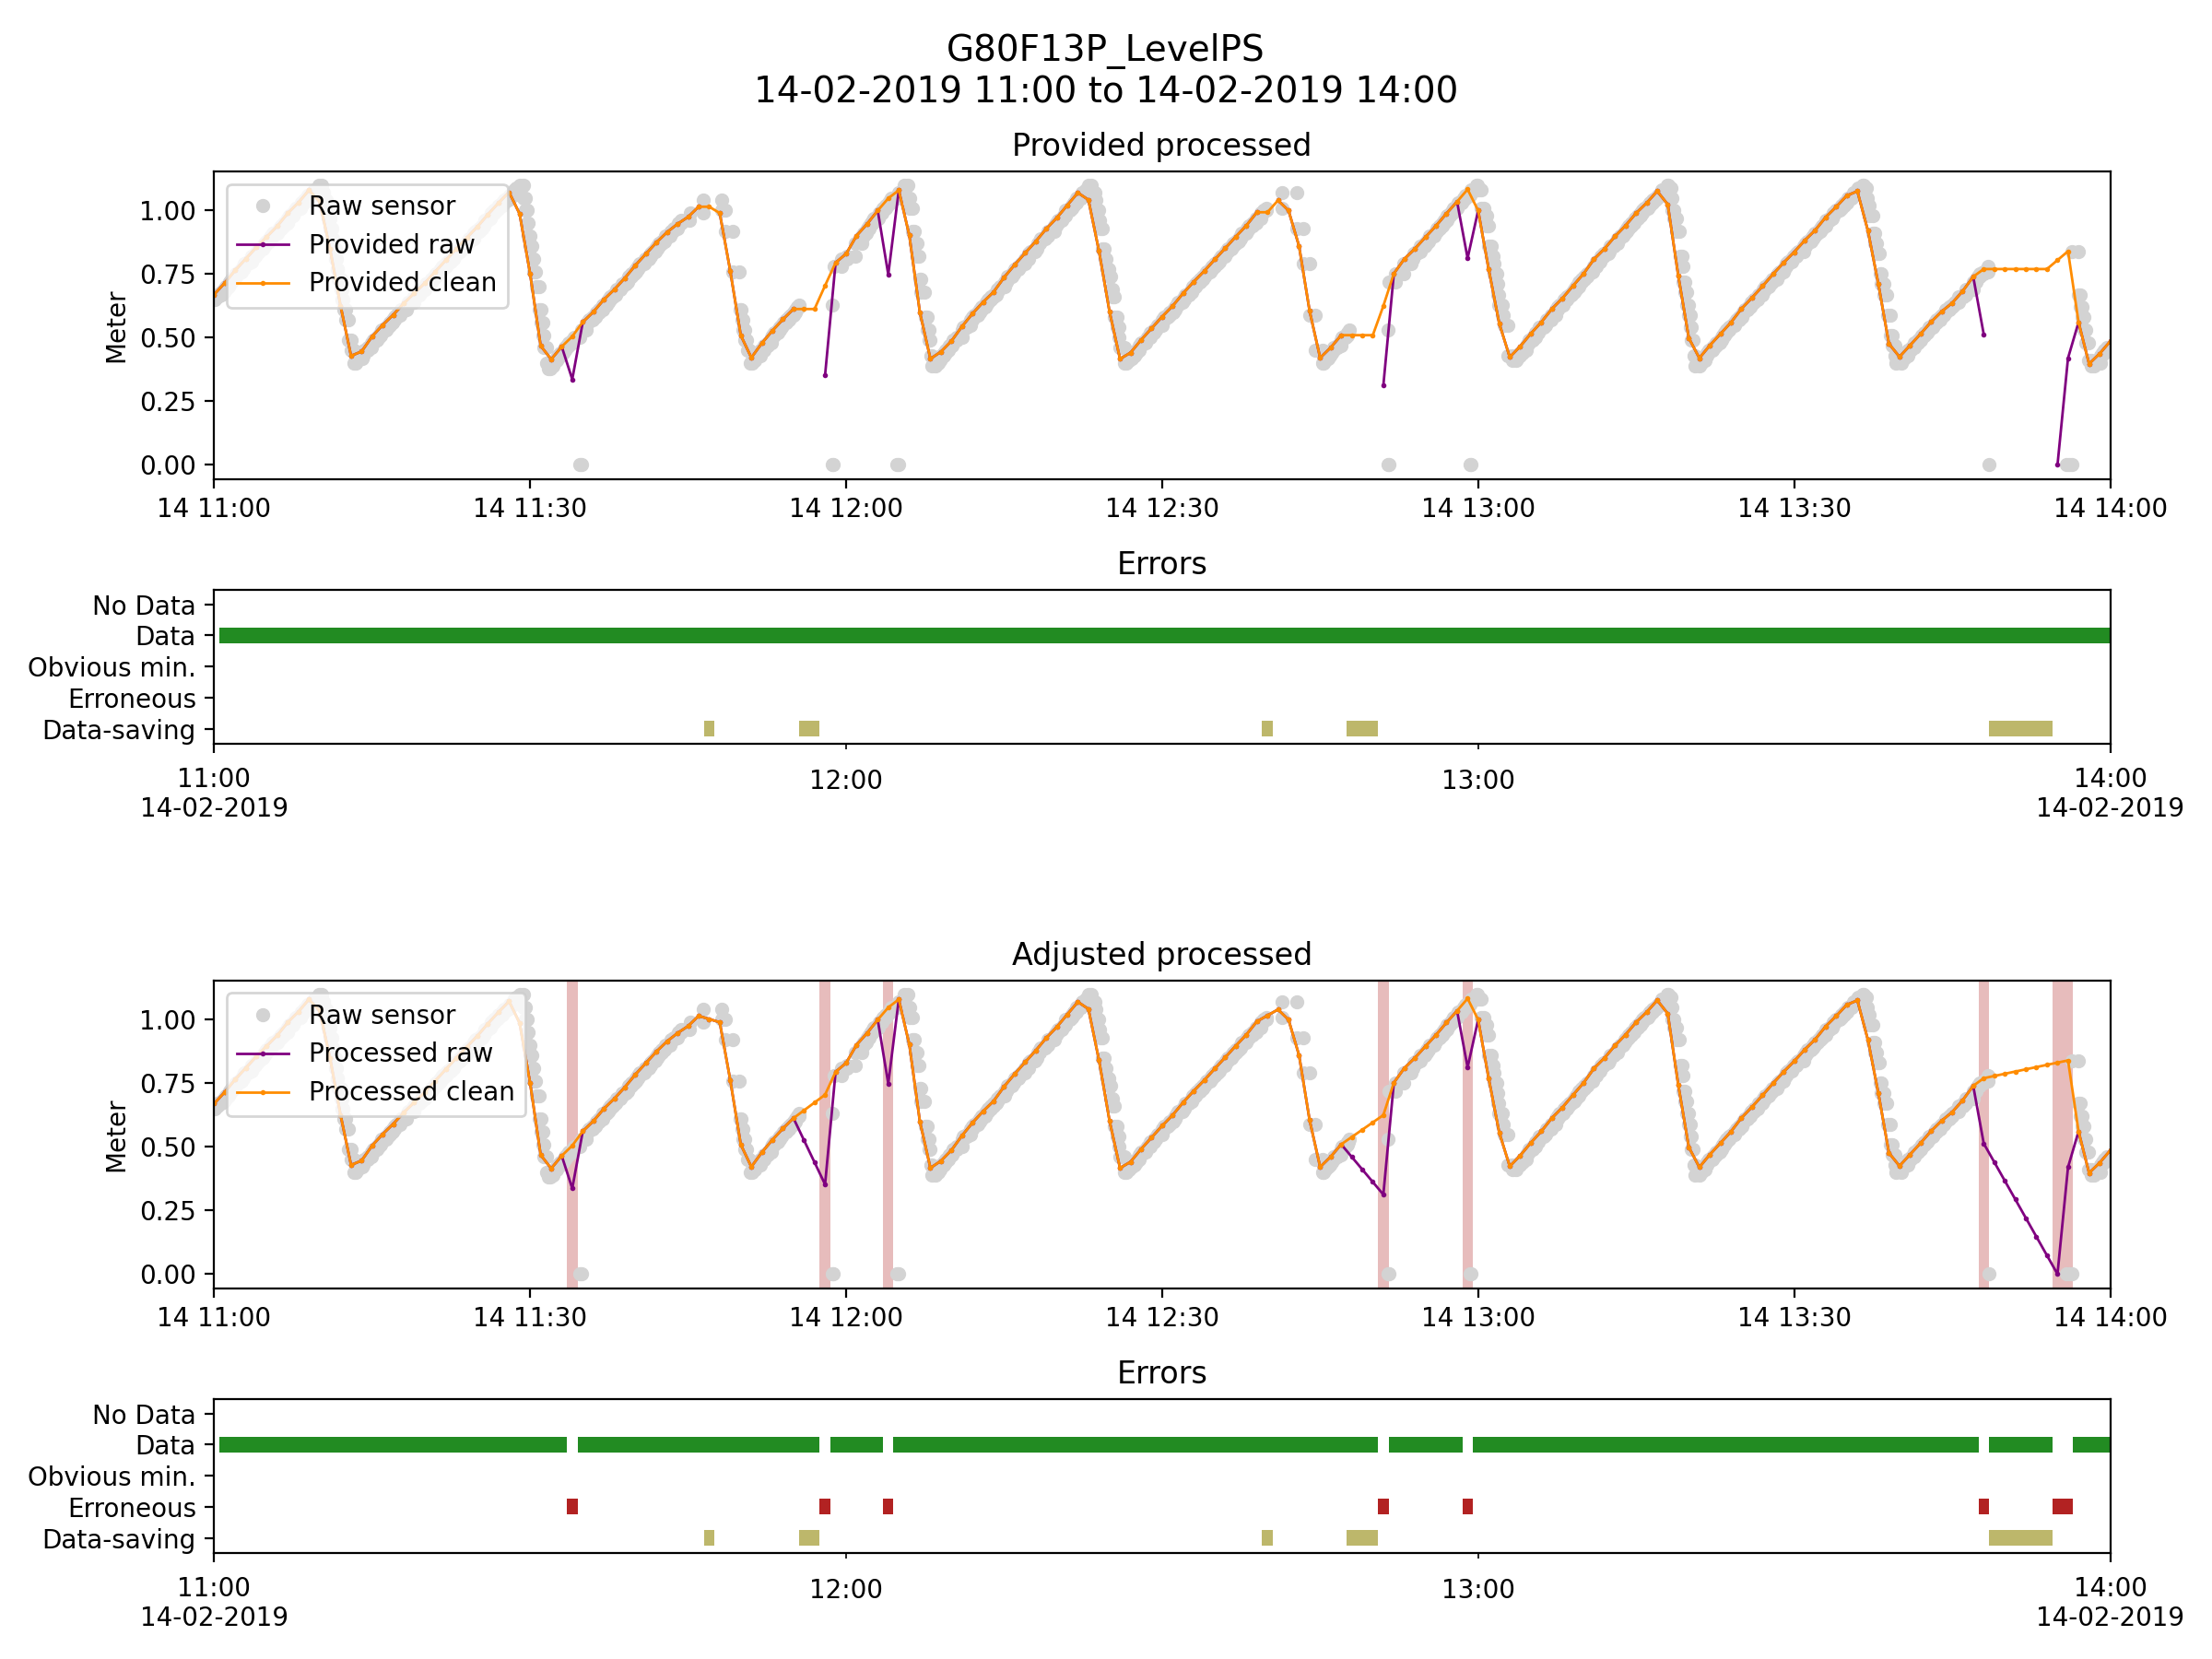 G80F13P_LevelPS
14-02-2019 11:00 to 14-02-2019 14:00
Provided processed
Raw sensor
Provided raw
Provided clean
Meter
1.00
0.75
0.50
0.25
0.00
14 11:00 14 11:30 14 12:00 14 12:30 14 13:00 14 13:30 14 14:00
Errors
No Data
Data
Obvious min.
Erroneous
Data-saving
11:00 12:00 13:00 14:00
14-02-2019 14-02-2019
Adjusted processed
Raw sensor
Processed raw
Processed clean
Meter
1.00
0.75
0.50
0.25
0.00
14 11:00 14 11:30 14 12:00 14 12:30 14 13:00 14 13:30 14 14:00
Errors
No Data
Data
Obvious min.
Erroneous
Data-saving
11:00 12:00 13:00 14:00
14-02-2019 14-02-2019